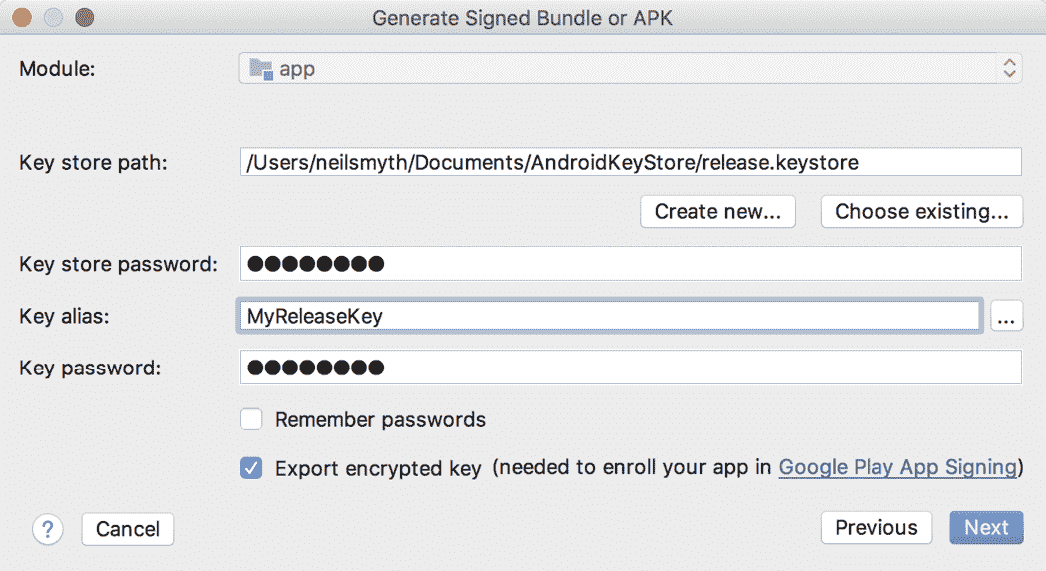 Generate Signed Bundle or APK
Module: app
Key store path: /Users/neilsmyth/Documents/AndroidKeyStore/release.keystore
Create new... Choose existing...
Key store password: ●●●●●●●●
Key alias: MyReleaseKey ...
Key password: ●●●●●●●●
Remember passwords
Export encrypted key (needed to enroll your app in Google Play App Signing)
? Cancel Previous Next